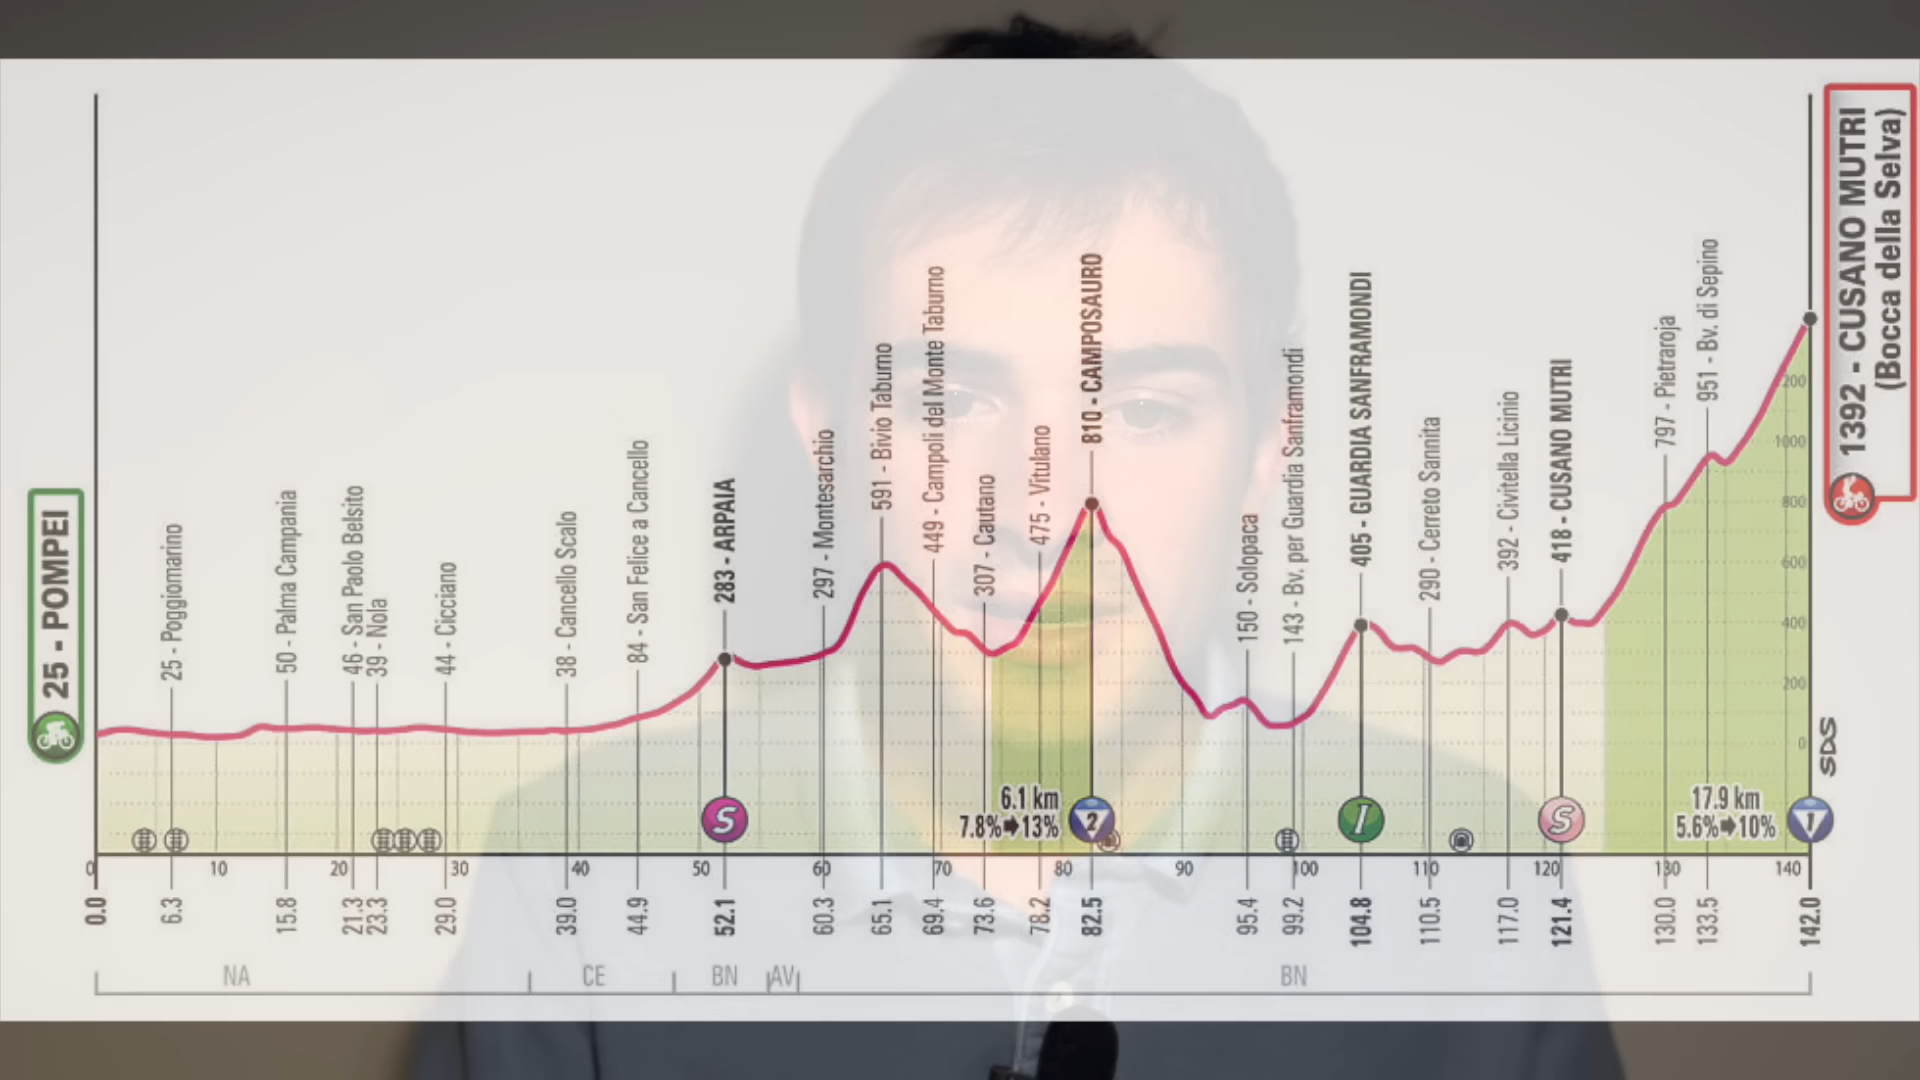 25 - POMPEI
25 - Poggiomarino
50 - Palma Campania
46 - San Paolo Belsito
39 - Nola
44 - Cicciano
38 - Cancello Scalo
84 - San Felice a Cancello
283 - ARPAIA
297 - Montesarchio
591 - Bivio Taburno
449 - Campoli del Monte Taburno
307 - Cautano
475 - Vitulano
810 - CAMPOSAURO
150 - Solopaca
143 - Bv. per Guardia Sanframondi
405 - GUARDIA SANFRAMONDI
290 - Cerreto Sannita
392 - Civitella Licinio
418 - CUSANO MUTRI
797 - Pietraroja
951 - Bv. di Sepino
1392 - CUSANO MUTRI
(Bocca della Selva)
200
1000
800
600
400
200
0
SDS
S
6.1 km
7.8%➔13%
2
I
S
17.9 km
5.6%➔10%
1
0 10 20 30 40 50 60 70 80 90 100 110 120 130 140
0.0 6.3 15.8 21.3 23.3 29.0 39.0 44.9 52.1 60.3 65.1 69.4 73.6 78.2 82.5 95.4 99.2 104.8 110.5 117.0 121.4 130.0 133.5 142.0
NA CE BN AV BN